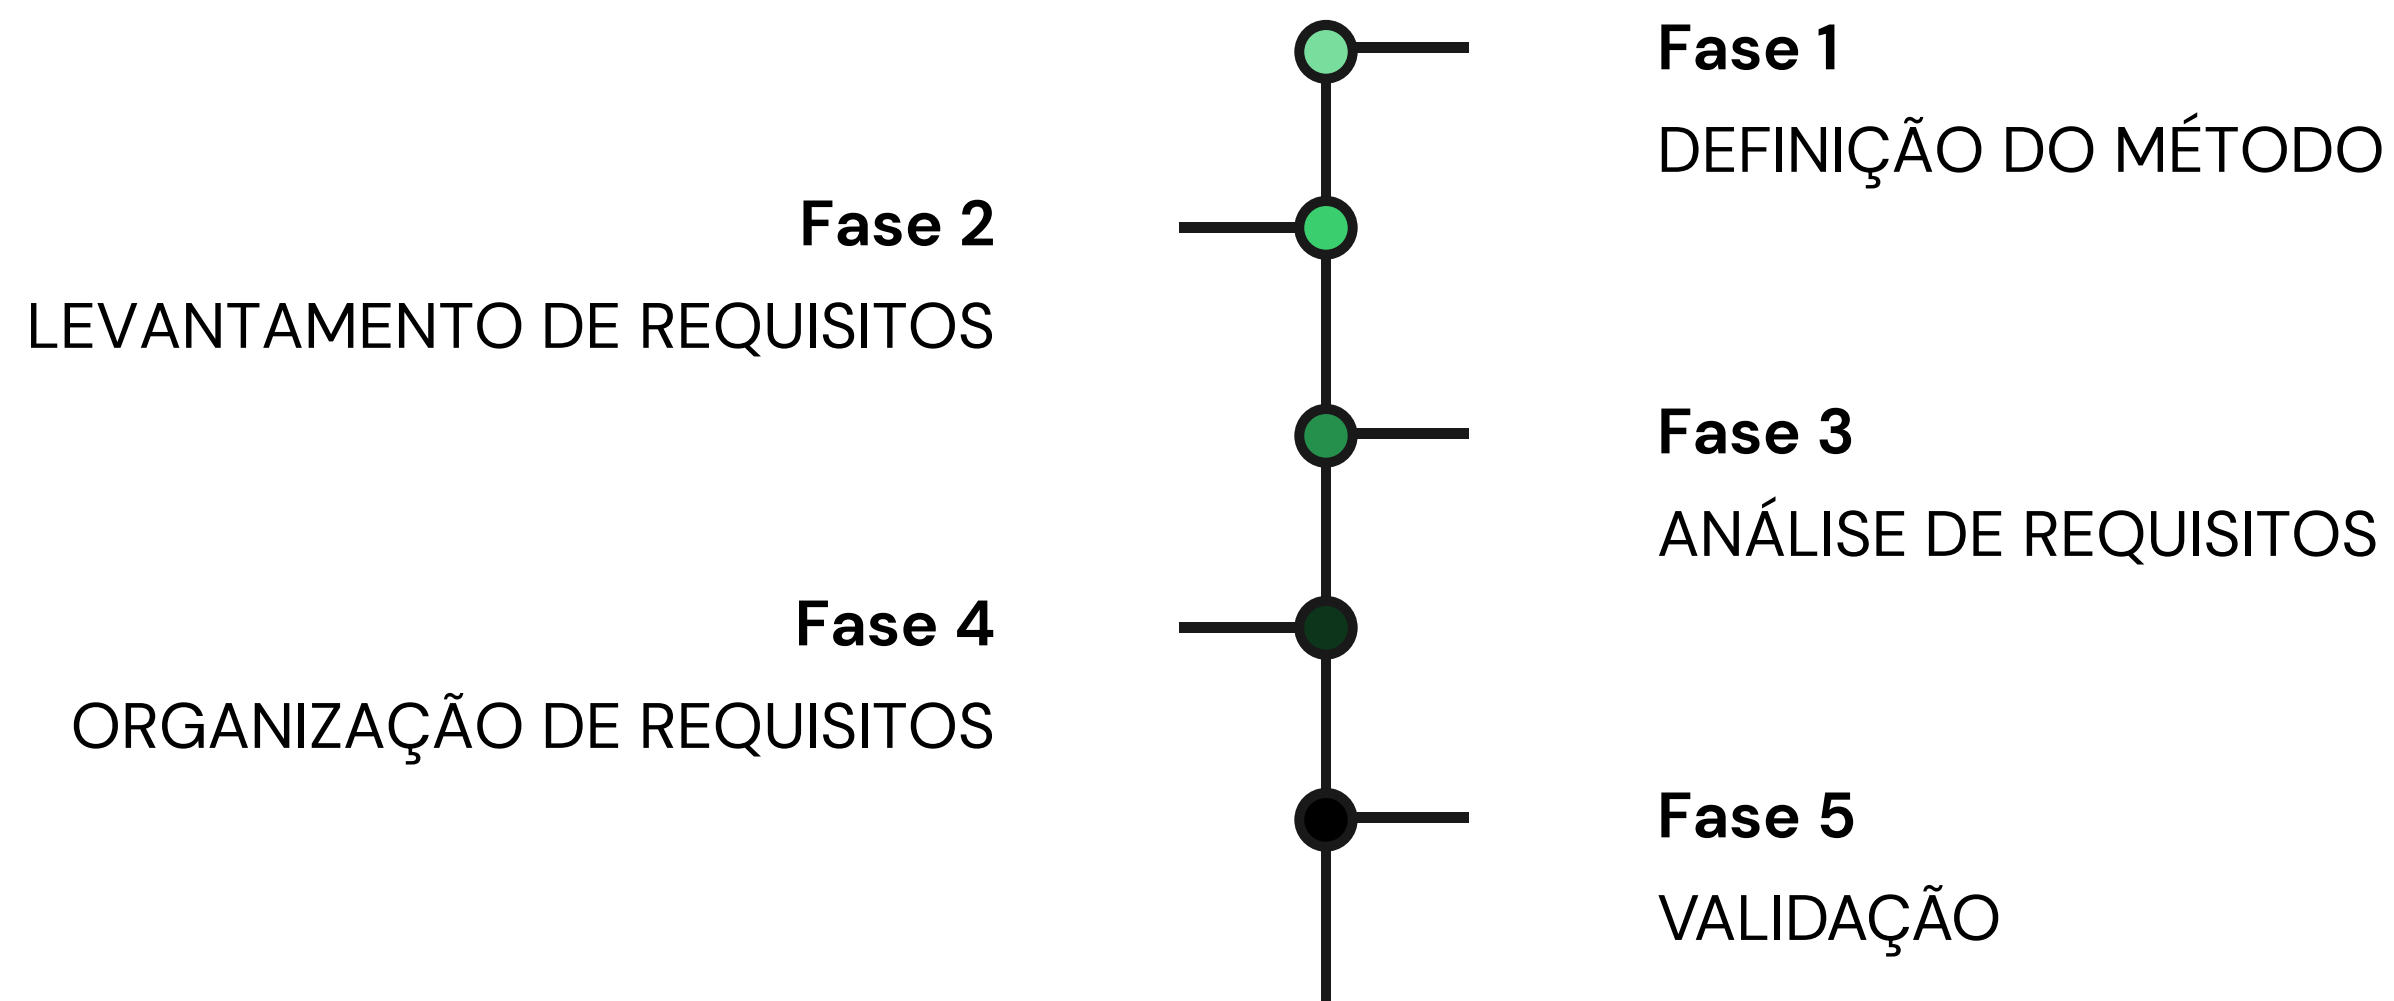 Fase 1
DEFINIÇÃO DO MÉTODO
Fase 2
LEVANTAMENTO DE REQUISITOS
Fase 3
ANÁLISE DE REQUISITOS
Fase 4
ORGANIZAÇÃO DE REQUISITOS
Fase 5
VALIDAÇÃO